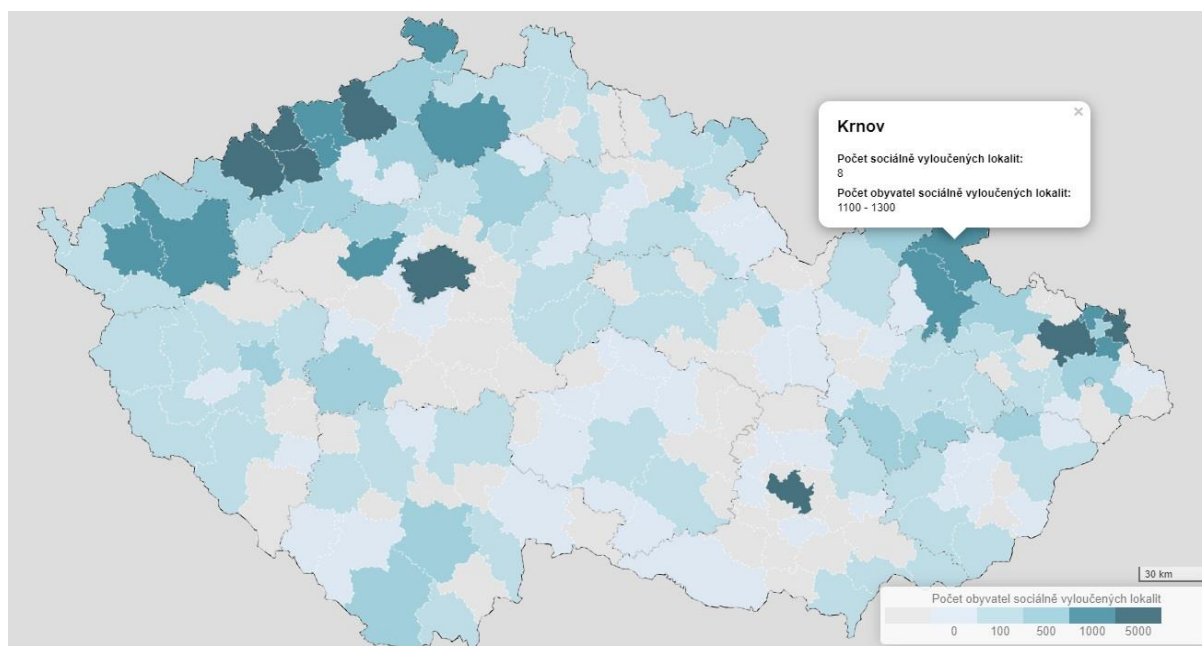 ×
Krnov
Počet sociálně vyloučených lokalit:
8
Počet obyvatel sociálně vyloučených lokalit:
1100 - 1300
30 km
Počet obyvatel sociálně vyloučených lokalit
0 100 500 1000 5000